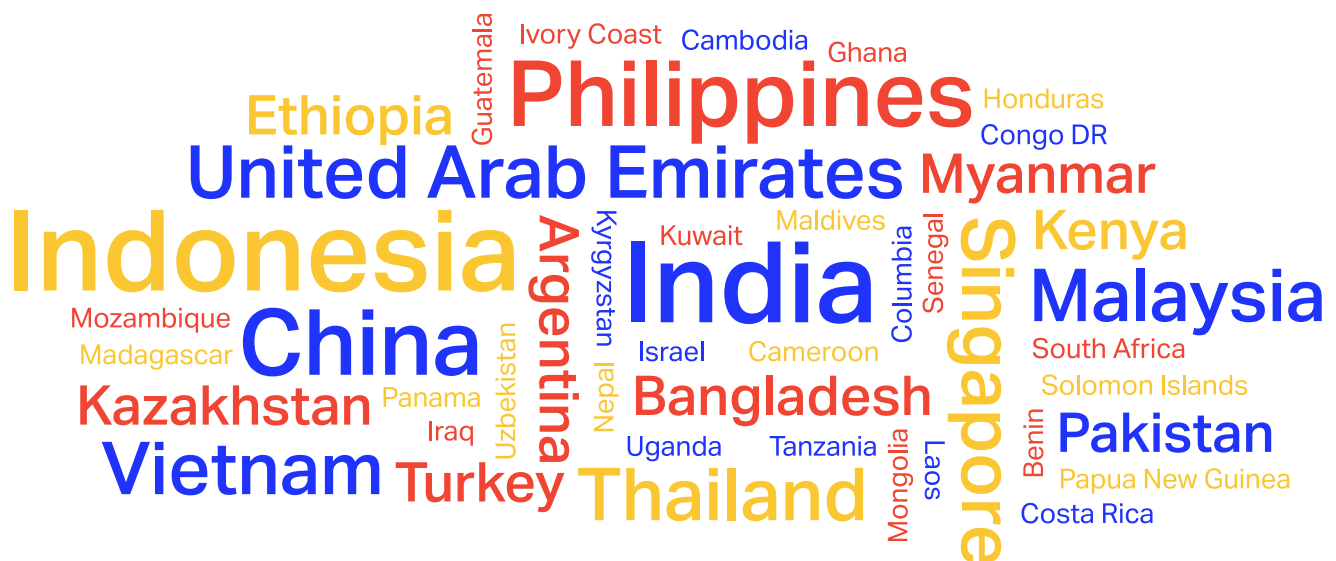 Guatemala
Ivory Coast
Cambodia
Ghana
Philippines
Ethiopia
Honduras
Congo DR
United Arab Emirates
Myanmar
Indonesia
Argentina
Kyrgyzstan
Kuwait
Maldives
India
Columbia
Senegal
Singapore
Kenya
Malaysia
Mozambique
Madagascar
China
Uzbekistan
Nepal
Israel
Cameroon
South Africa
Solomon Islands
Kazakhstan
Panama
Iraq
Bangladesh
Benin
Pakistan
Uganda
Tanzania
Mongolia
Laos
Vietnam
Turkey
Thailand
Papua New Guinea
Costa Rica